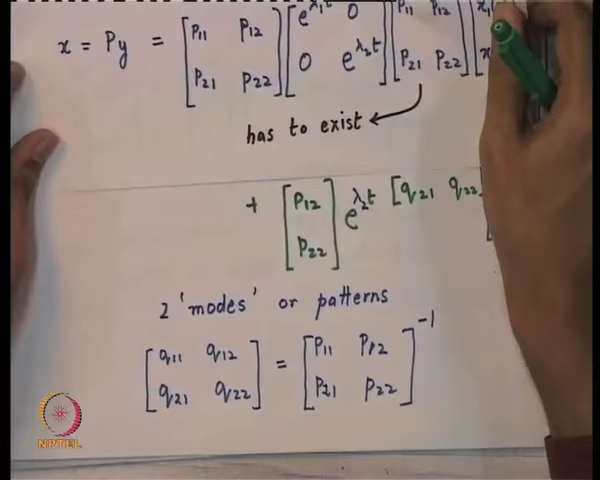 x = Py = [p11 p12; p21 p22] [e^λ1t 0; 0 e^λ2t] [p11 p12; p21 p22] [x1
has to exist
+ [p12; p22] e^λ2t [q21 q22]
2 'modes' or patterns
[q11 q12; q21 q22] = [p11 p12; p21 p22]^-1
NPTEL